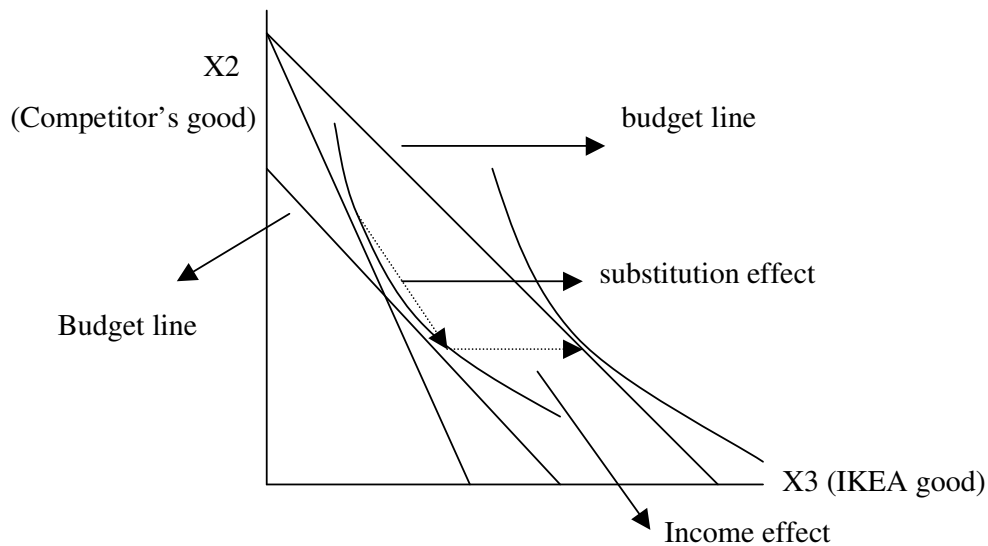 X2
(Competitor's good)
budget line
substitution effect
Budget line
X3 (IKEA good)
Income effect